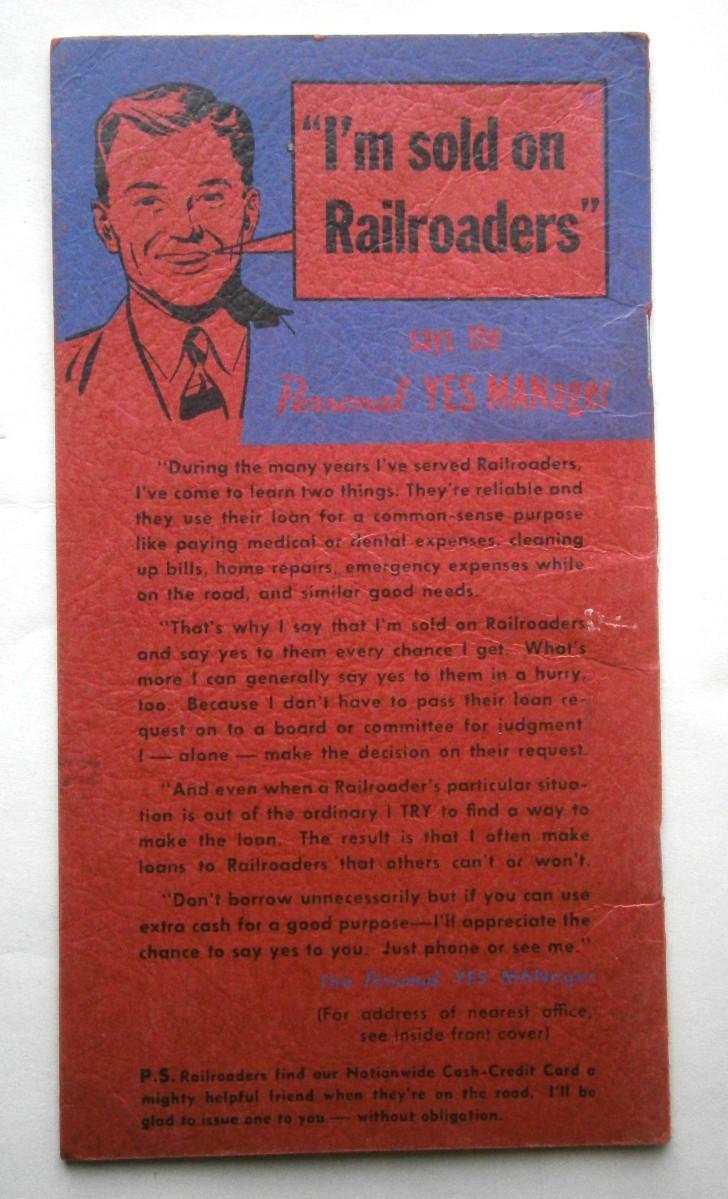 "I'm sold on
Railroaders"
says the
Personal YES MANager
"During the many years I've served Railroaders,
I've come to learn two things: They're reliable and
they use their loan for a common-sense purpose
like paying medical or dental expenses, cleaning
up bills, home repairs, emergency expenses while
on the road, and similar good needs.
"That's why I say that I'm sold on Railroaders
and say yes to them every chance I get. What's
more I can generally say yes to them in a hurry,
too. Because I don't have to pass their loan re-
quest on to a board or committee for judgment
I — alone — make the decision on their request.
"And even when a Railroader's particular situa-
tion is out of the ordinary I TRY to find a way to
make the loan. The result is that I often make
loans to Railroaders that others can't or won't.
"Don't borrow unnecessarily but if you can use
extra cash for a good purpose—I'll appreciate the
chance to say yes to you. Just phone or see me."
The Personal YES MANager
(For address of nearest office,
see inside front cover)
P.S. Railroaders find our Nationwide Cash-Credit Card a
mighty helpful friend when they're on the road. I'll be
glad to issue one to you — without obligation.